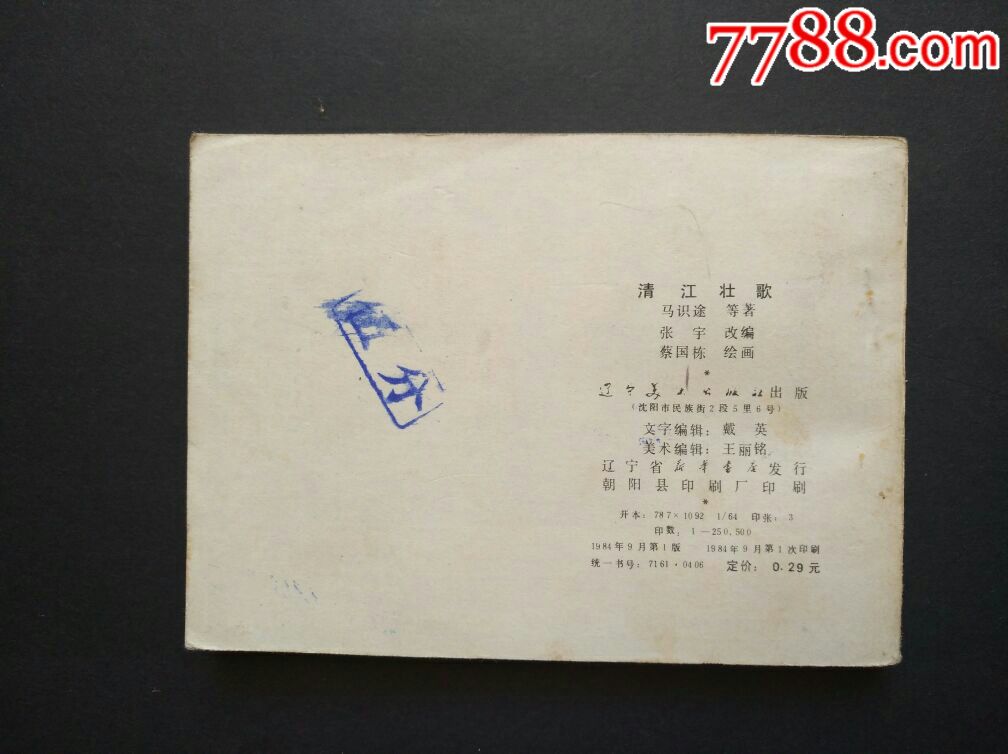 7788.com
清江壮歌
马识途 等著
张宇 改编
蔡国栋 绘画
*
辽宁美术出版社出版
(沈阳市民族街2段5里6号)
文字编辑：戴英
美术编辑：王丽铭
辽宁省新华书店发行
朝阳县印刷厂印刷
*
开本：787×1092 1/64 印张：3
印数：1—250,500
1984年9月第1版 1984年9月第1次印刷
统一书号：7161·0406 定价：0.29元
伍分